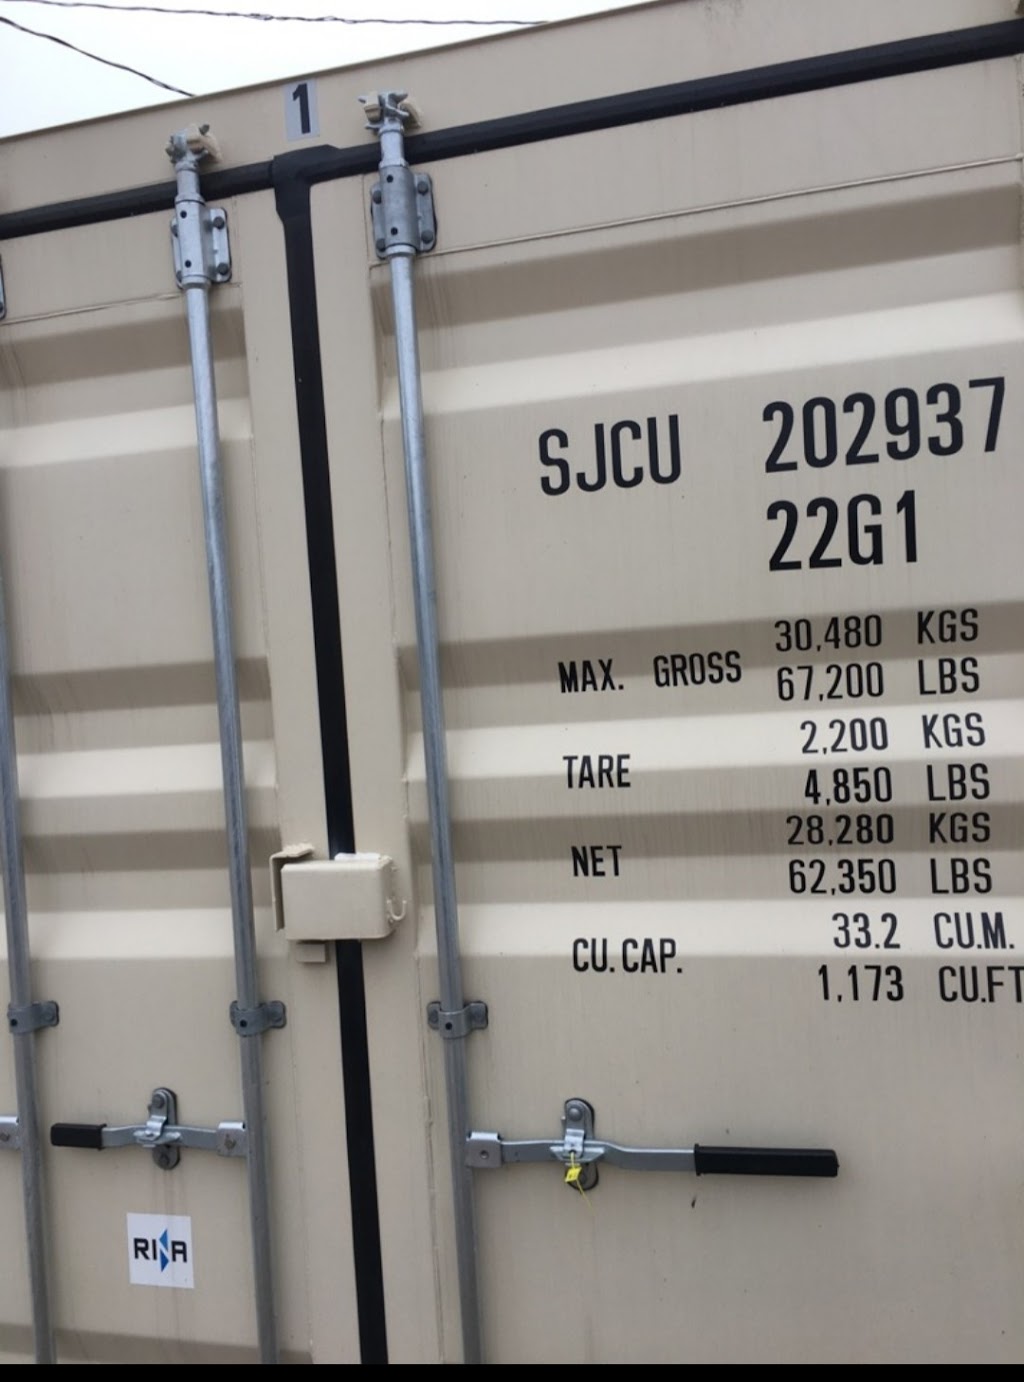 1
SJCU 202937
22G1
MAX. GROSS 30,480 KGS
67,200 LBS
TARE 2,200 KGS
4,850 LBS
NET 28,280 KGS
62,350 LBS
CU. CAP. 33.2 CU.M.
1,173 CU.FT
RINA